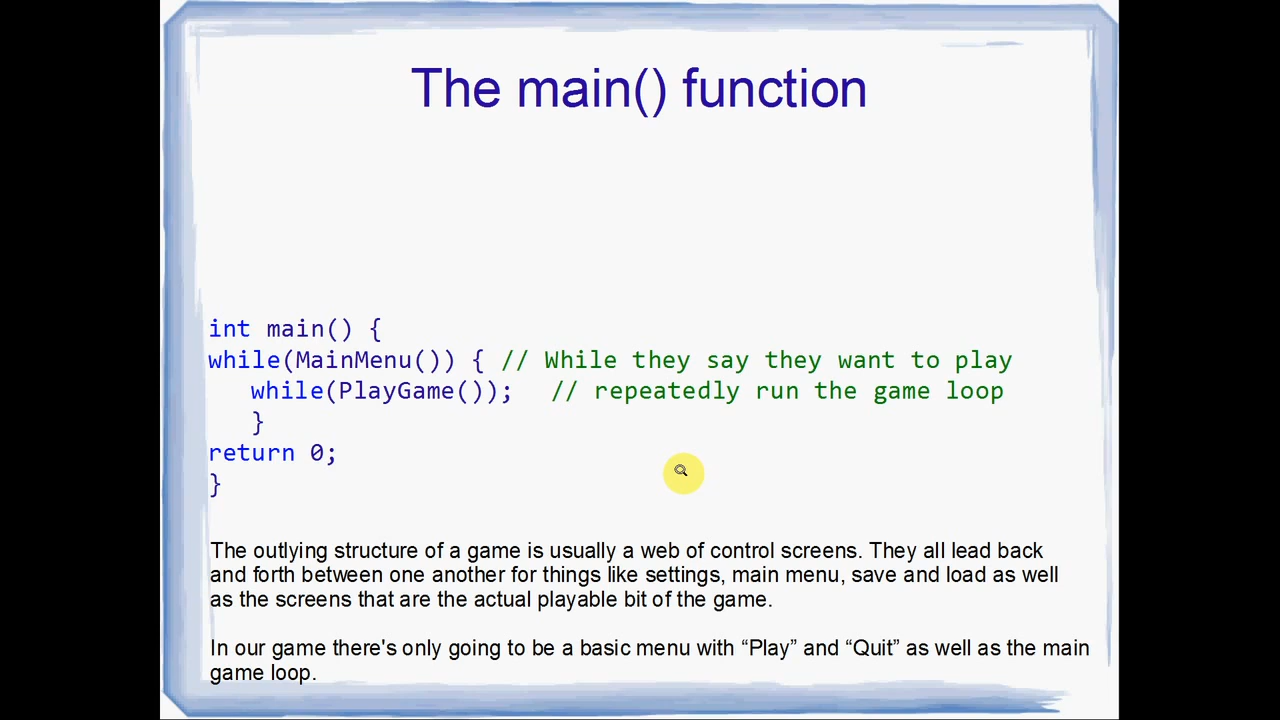 The main() function
int main() {
while(MainMenu()) { // While they say they want to play
while(PlayGame()); // repeatedly run the game loop
}
return 0;
}
The outlying structure of a game is usually a web of control screens. They all lead back
and forth between one another for things like settings, main menu, save and load as well
as the screens that are the actual playable bit of the game.
In our game there's only going to be a basic menu with “Play” and “Quit” as well as the main
game loop.